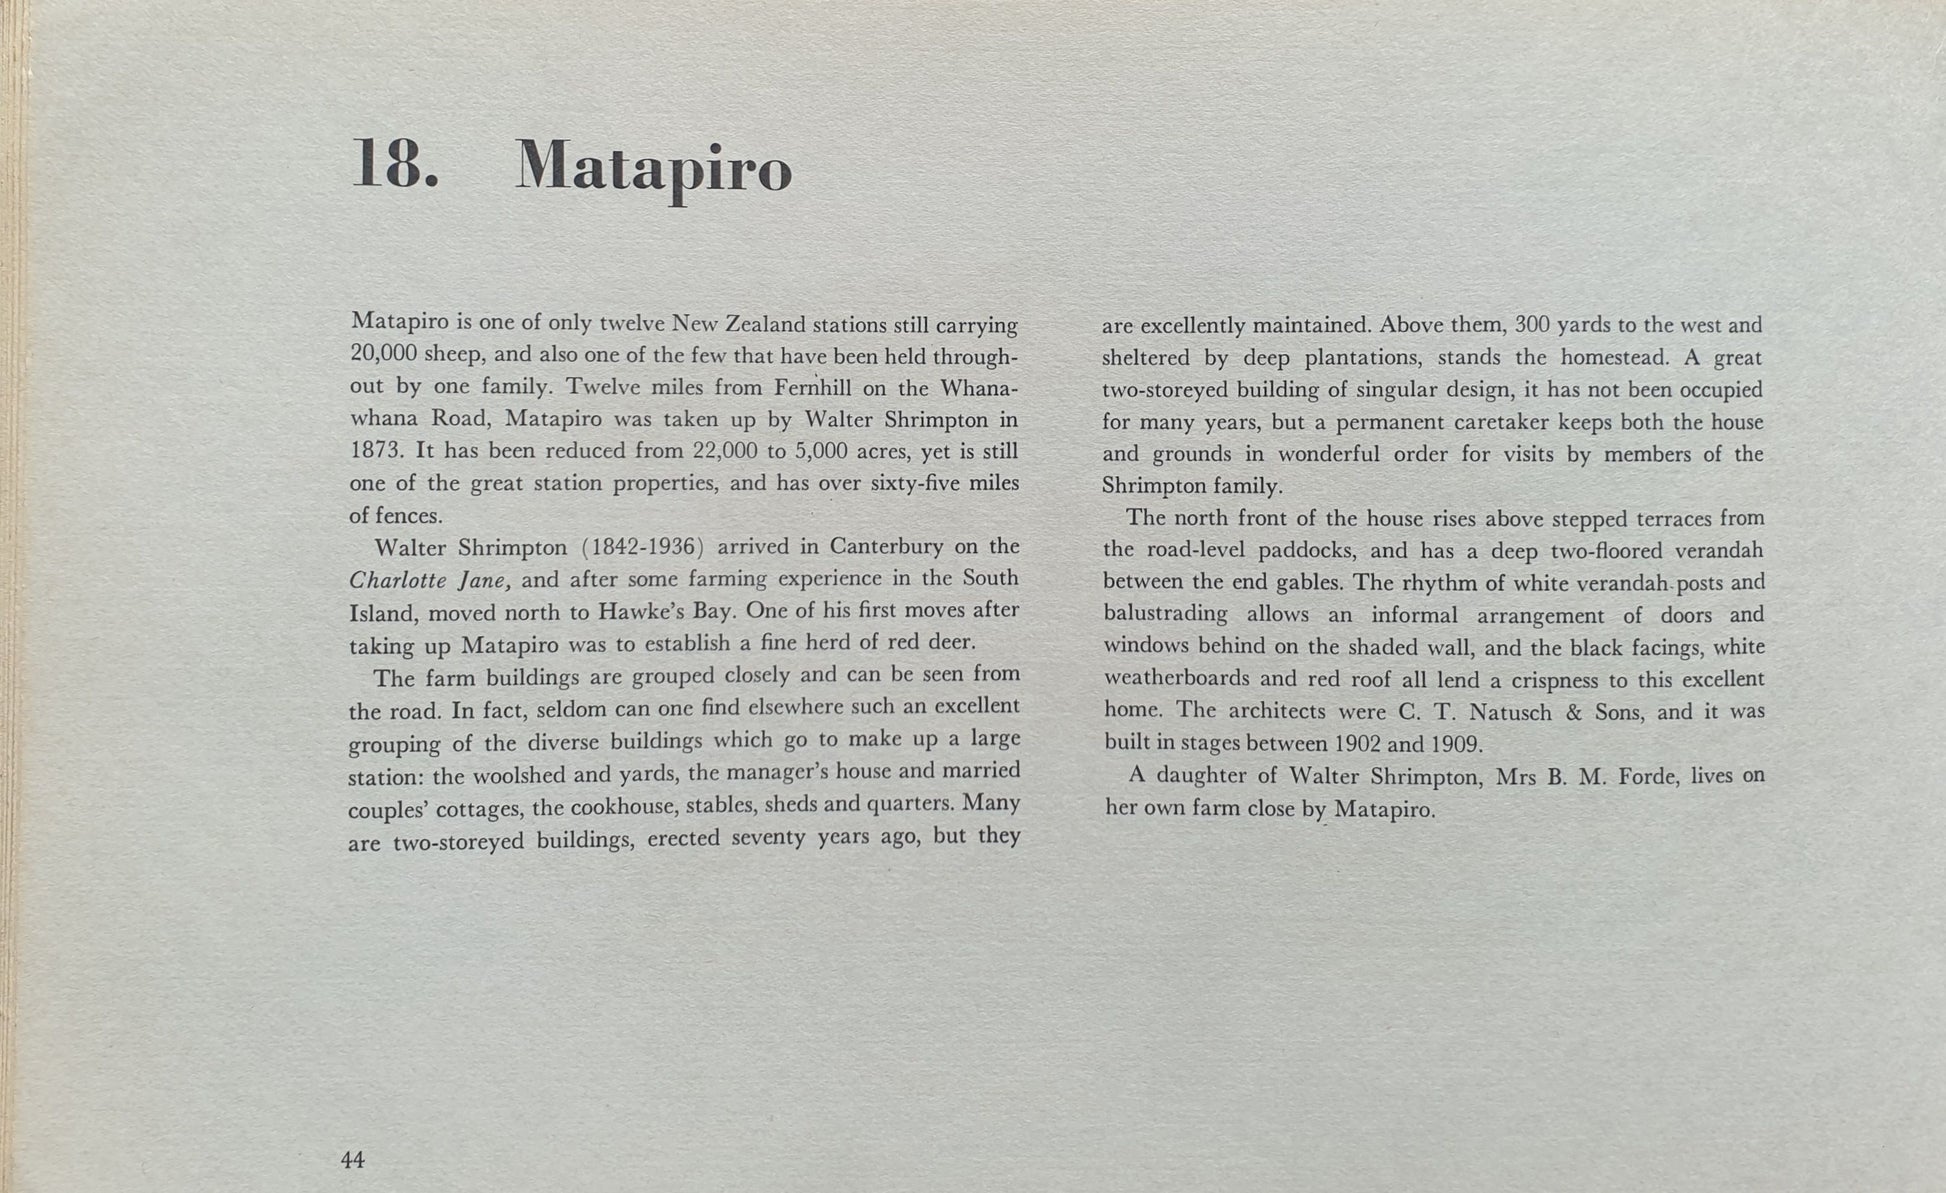 18. Matapiro
Matapiro is one of only twelve New Zealand stations still carrying
20,000 sheep, and also one of the few that have been held through-
out by one family. Twelve miles from Fernhill on the Whana-
whana Road, Matapiro was taken up by Walter Shrimpton in
1873. It has been reduced from 22,000 to 5,000 acres, yet is still
one of the great station properties, and has over sixty-five miles
of fences.
Walter Shrimpton (1842-1936) arrived in Canterbury on the
Charlotte Jane, and after some farming experience in the South
Island, moved north to Hawke's Bay. One of his first moves after
taking up Matapiro was to establish a fine herd of red deer.
The farm buildings are grouped closely and can be seen from
the road. In fact, seldom can one find elsewhere such an excellent
grouping of the diverse buildings which go to make up a large
station: the woolshed and yards, the manager's house and married
couples' cottages, the cookhouse, stables, sheds and quarters. Many
are two-storeyed buildings, erected seventy years ago, but they
are excellently maintained. Above them, 300 yards to the west and
sheltered by deep plantations, stands the homestead. A great
two-storeyed building of singular design, it has not been occupied
for many years, but a permanent caretaker keeps both the house
and grounds in wonderful order for visits by members of the
Shrimpton family.
The north front of the house rises above stepped terraces from
the road-level paddocks, and has a deep two-floored verandah
between the end gables. The rhythm of white verandah posts and
balustrading allows an informal arrangement of doors and
windows behind on the shaded wall, and the black facings, white
weatherboards and red roof all lend a crispness to this excellent
home. The architects were C. T. Natusch & Sons, and it was
built in stages between 1902 and 1909.
A daughter of Walter Shrimpton, Mrs B. M. Forde, lives on
her own farm close by Matapiro.
44